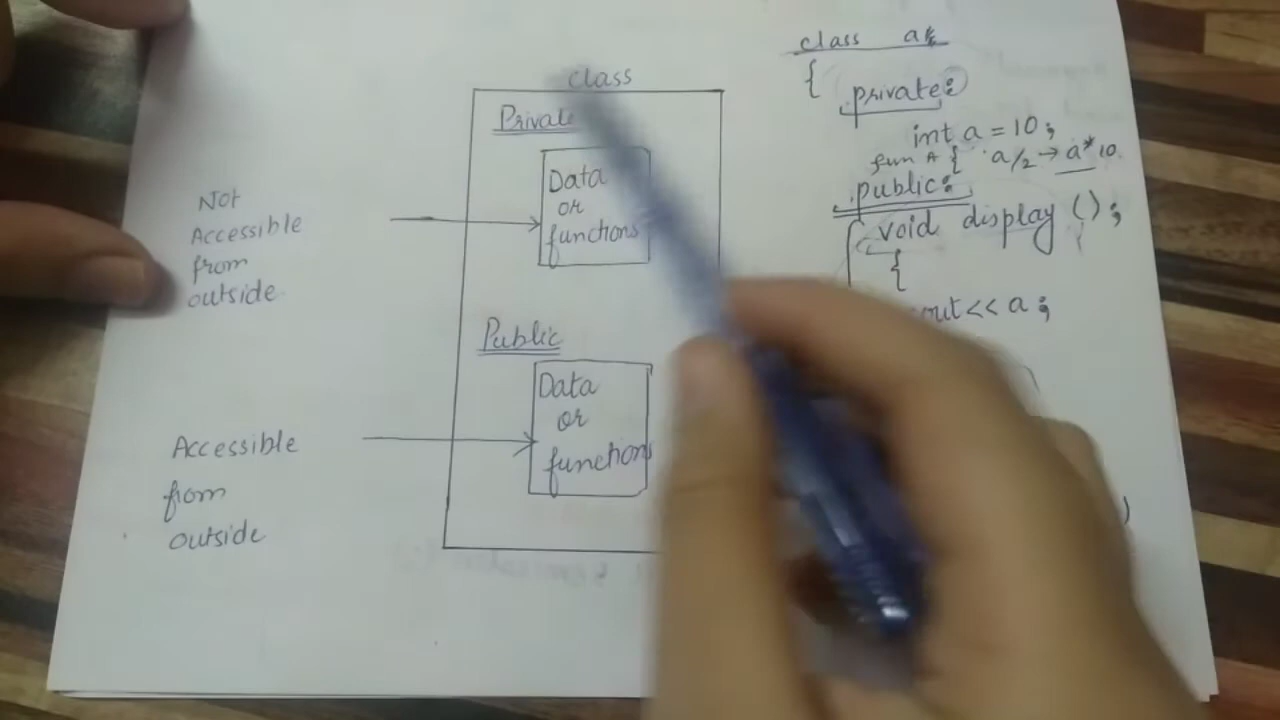 class
Private
Data
or
functions
Not
Accessible
from
outside
Public
Data
or
functions
Accessible
from
outside
class a
{
private:
int a = 10;
fun A { a/2 → a* 10
public:
void display ();
{
out<< a;
)